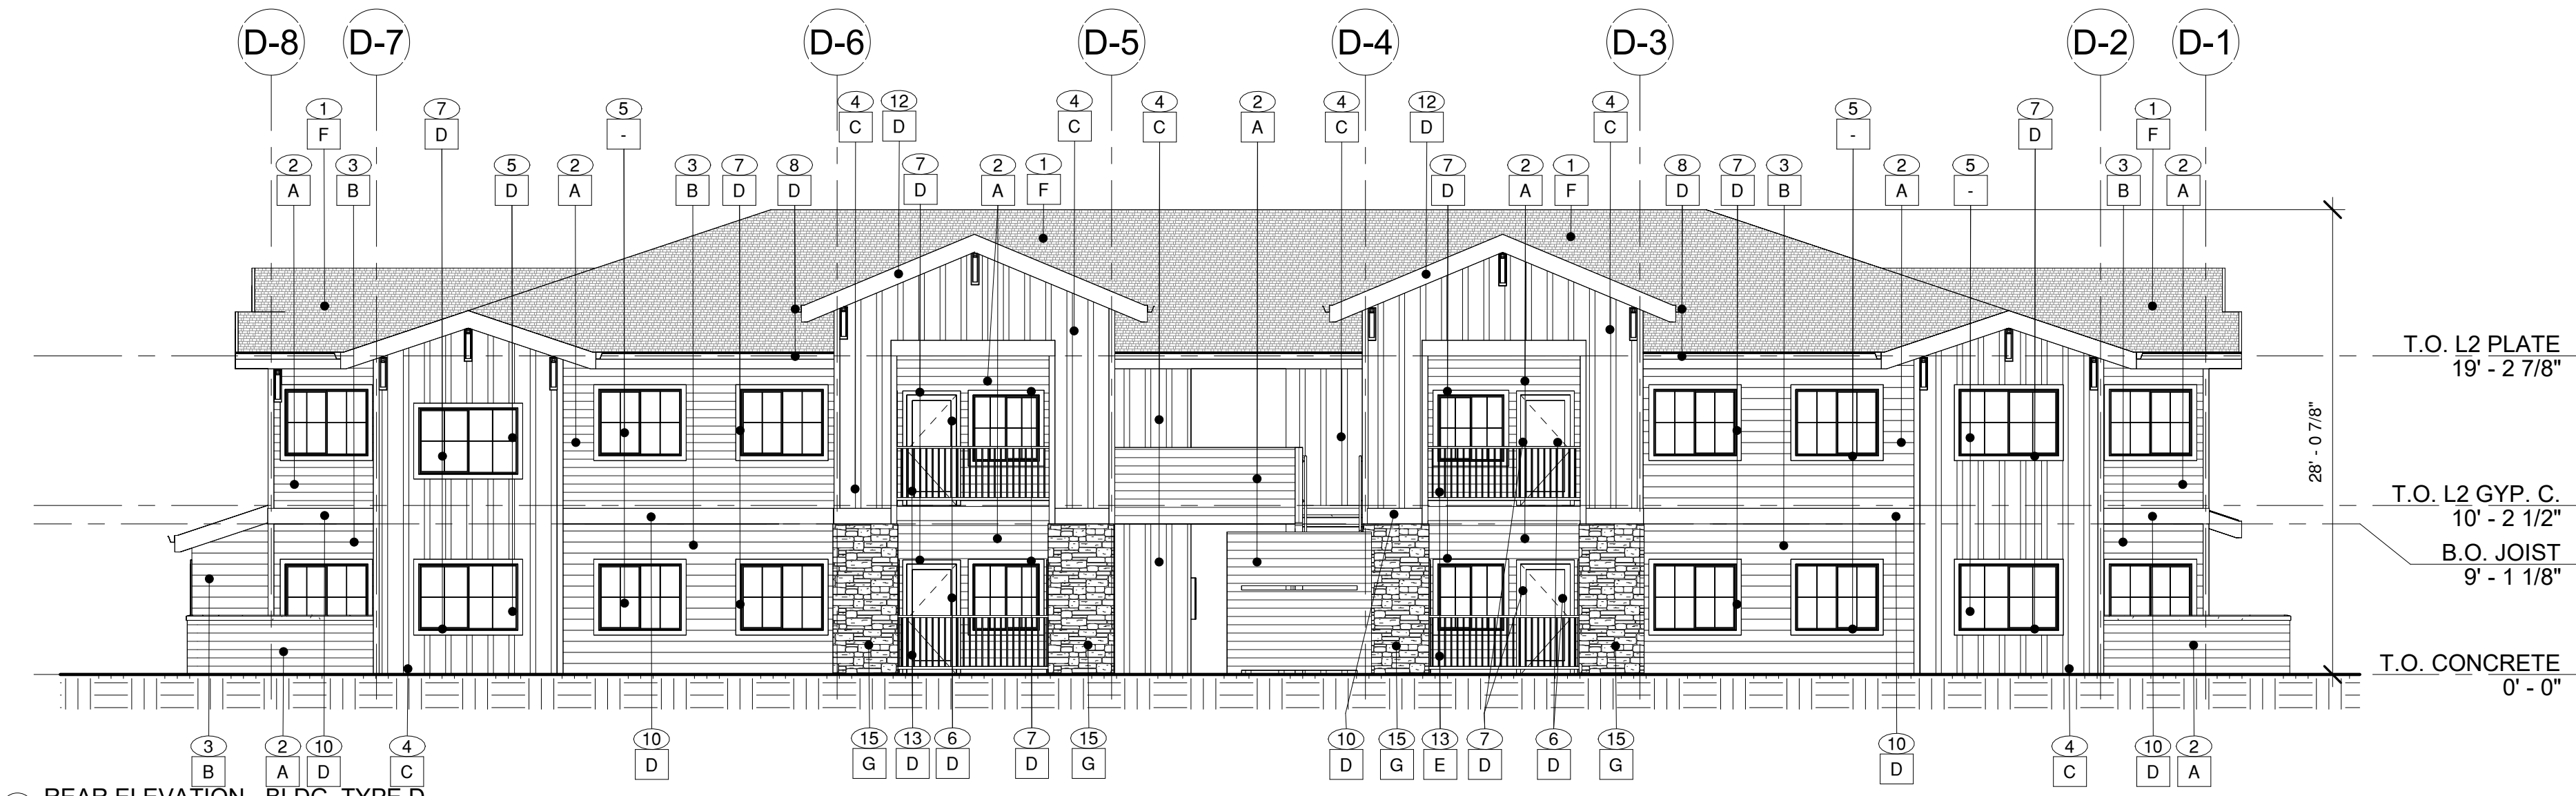 D-8 D-7 D-6 D-5 D-4 D-3 D-2 D-1
1 7 5 4 12 4 4 2 4 12 4 5 7 1
F D - C D C C A C D C - D F
2 3 5 2 3 7 8 7 2 1 7 2 1 8 7 3 2 5 3 2
A B D A B D D D A F D A F D D B A - B A
T.O. L2 PLATE
19' - 2 7/8"
28' - 0 7/8"
T.O. L2 GYP. C.
10' - 2 1/2"
B.O. JOIST
9' - 1 1/8"
T.O. CONCRETE
0' - 0"
3 2 10 4 10 15 13 6 7 15 10 15 13 7 6 15 10 4 10 2
B A D C D G D D D G D G E D D G D C D A
REAR ELEVATION - BLDG. TYPE D